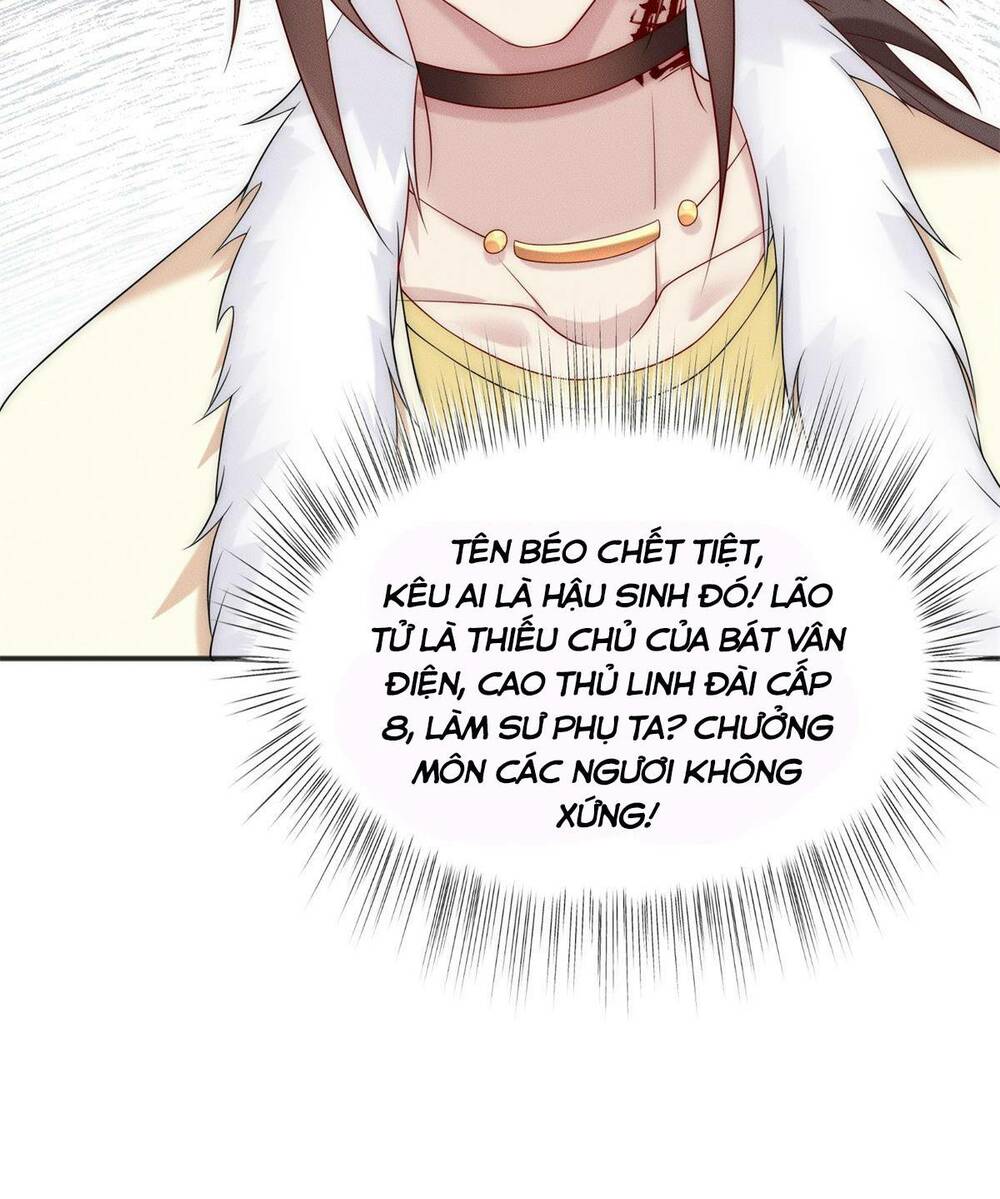 TÊN BÉO CHẾT TIỆT,
KÊU AI LÀ HẬU SINH ĐÓ! LÃO
TỬ LÀ THIẾU CHỦ CỦA BÁT VÂN
ĐIỆN, CAO THỦ LINH ĐÀI CẤP
8, LÀM SƯ PHỤ TA? CHƯỞNG
MÔN CÁC NGƯƠI KHÔNG
XỨNG!